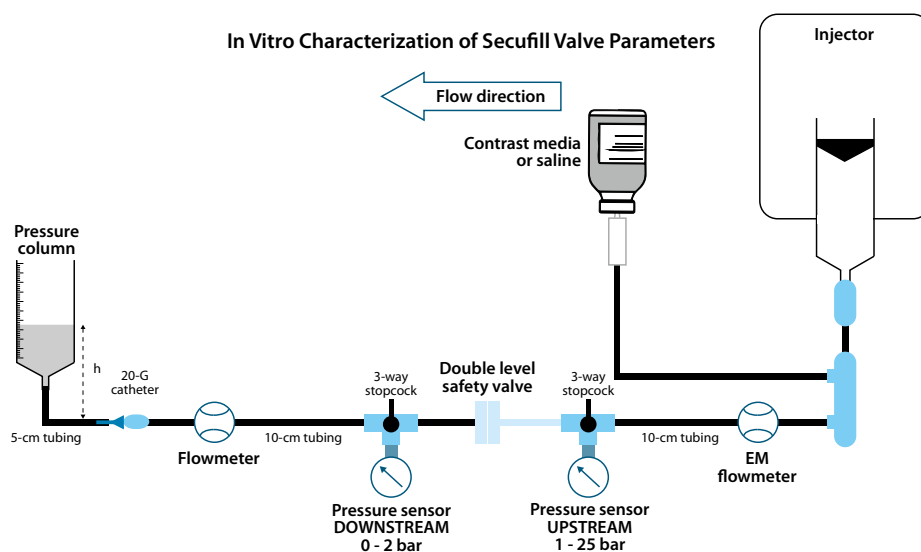 In Vitro Characterization of Secufill Valve Parameters
Injector
Flow direction
Contrast media
or saline
Pressure
column
h
20-G
catheter
5-cm tubing
Flowmeter
10-cm tubing
3-way
stopcock
Double level
safety valve
3-way
stopcock
10-cm tubing
EM
flowmeter
Pressure sensor
DOWNSTREAM
0 - 2 bar
Pressure sensor
UPSTREAM
1 - 25 bar